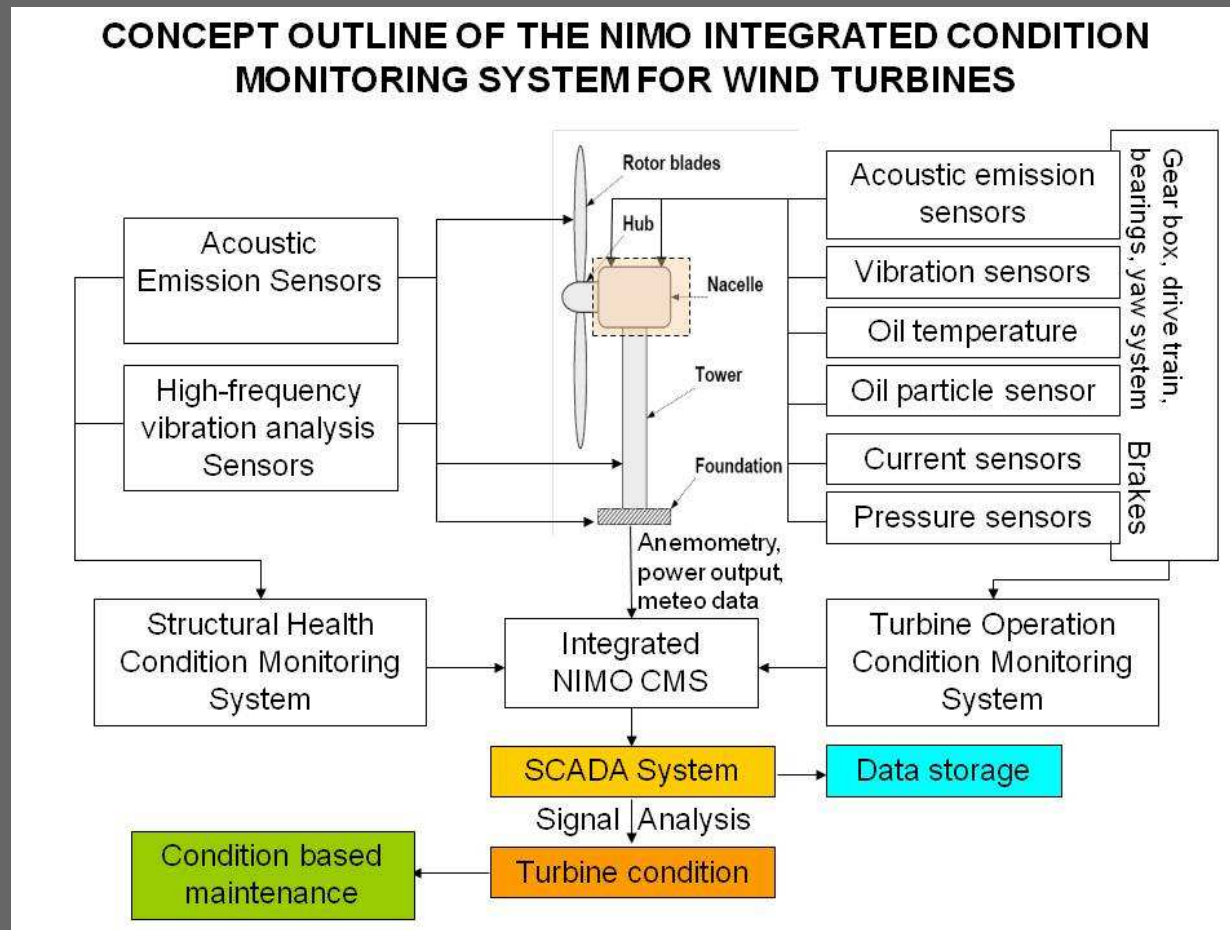 CONCEPT OUTLINE OF THE NIMO INTEGRATED CONDITION
MONITORING SYSTEM FOR WIND TURBINES
Acoustic
Emission Sensors
High-frequency
vibration analysis
Sensors
Rotor blades
Hub
Nacelle
Tower
Foundation
Acoustic emission
sensors
Vibration sensors
Oil temperature
Oil particle sensor
Current sensors
Pressure sensors
Gear box, drive train,
bearings, yaw system
Brakes
Anemometry,
power output,
meteo data
Structural Health
Condition Monitoring
System
Integrated
NIMO CMS
Turbine Operation
Condition Monitoring
System
SCADA System
Data storage
Signal Analysis
Condition based
maintenance
Turbine condition